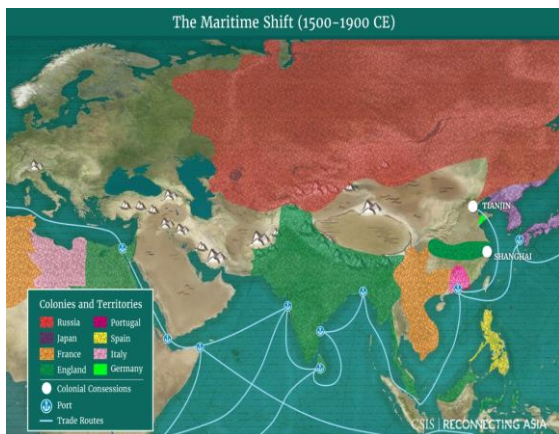 The Maritime Shift (1500-1900 CE)
TIANJIN
SHANGHAI
Colonies and Territories
Russia
Portugal
Japan
Spain
France
Italy
England
Germany
Colonial Consessions
Port
Trade Routes
CSIS | RECONNECTING ASIA